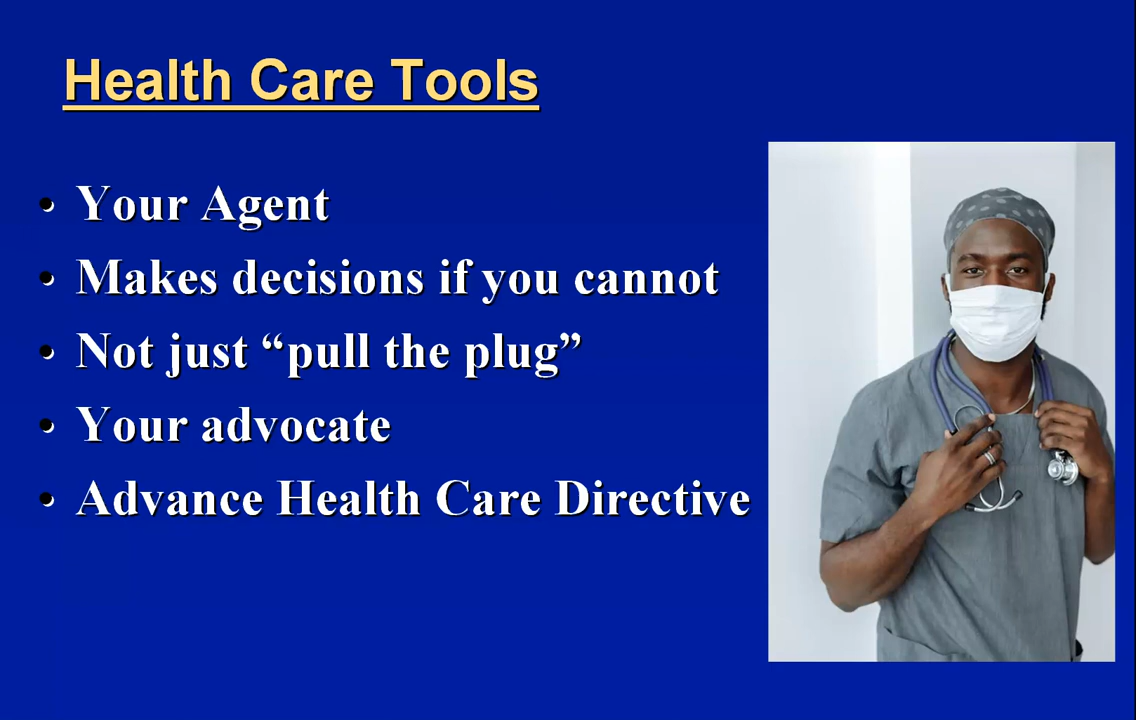 Health Care Tools
• Your Agent
• Makes decisions if you cannot
• Not just “pull the plug”
• Your advocate
• Advance Health Care Directive